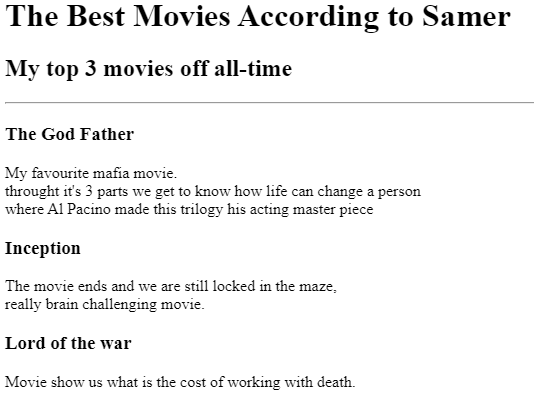 The Best Movies According to Samer
My top 3 movies off all-time
The God Father
My favourite mafia movie.
throught it's 3 parts we get to know how life can change a person
where Al Pacino made this trilogy his acting master piece
Inception
The movie ends and we are still locked in the maze,
really brain challenging movie.
Lord of the war
Movie show us what is the cost of working with death.